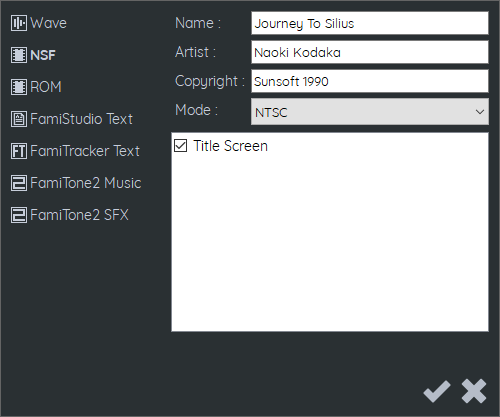 Wave
NSF
ROM
FamiStudio Text
FamiTracker Text
FamiTone2 Music
FamiTone2 SFX
Name : Journey To Silius
Artist : Naoki Kodaka
Copyright : Sunsoft 1990
Mode : NTSC
Title Screen